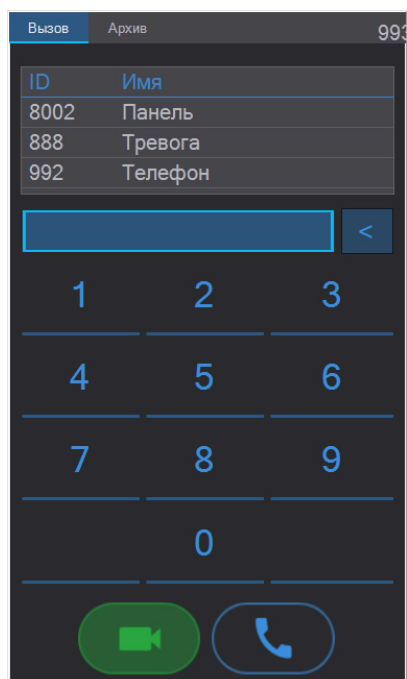 Вызов Архив 993
ID Имя
8002 Панель
888 Тревога
992 Телефон
<
1 2 3
4 5 6
7 8 9
0